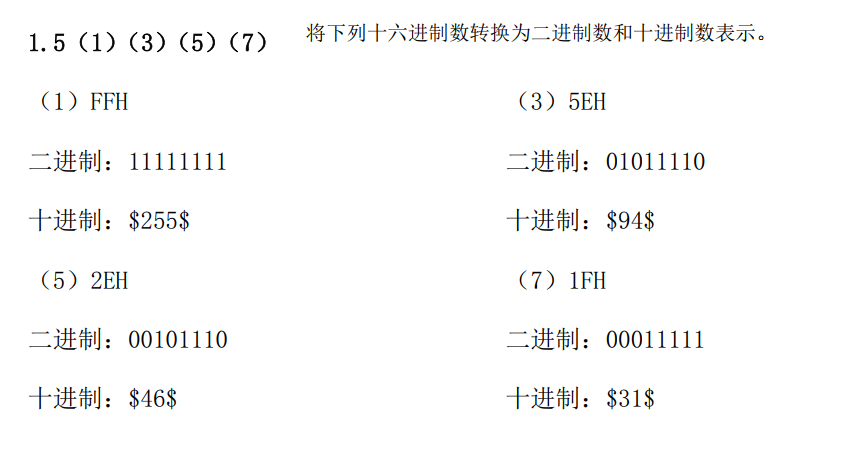 1.5（1）（3）（5）（7） 将下列十六进制数转换为二进制数和十进制数表示。
（1）FFH （3）5EH
二进制：11111111 二进制：01011110
十进制：$255$ 十进制：$94$
（5）2EH （7）1FH
二进制：00101110 二进制：00011111
十进制：$46$ 十进制：$31$